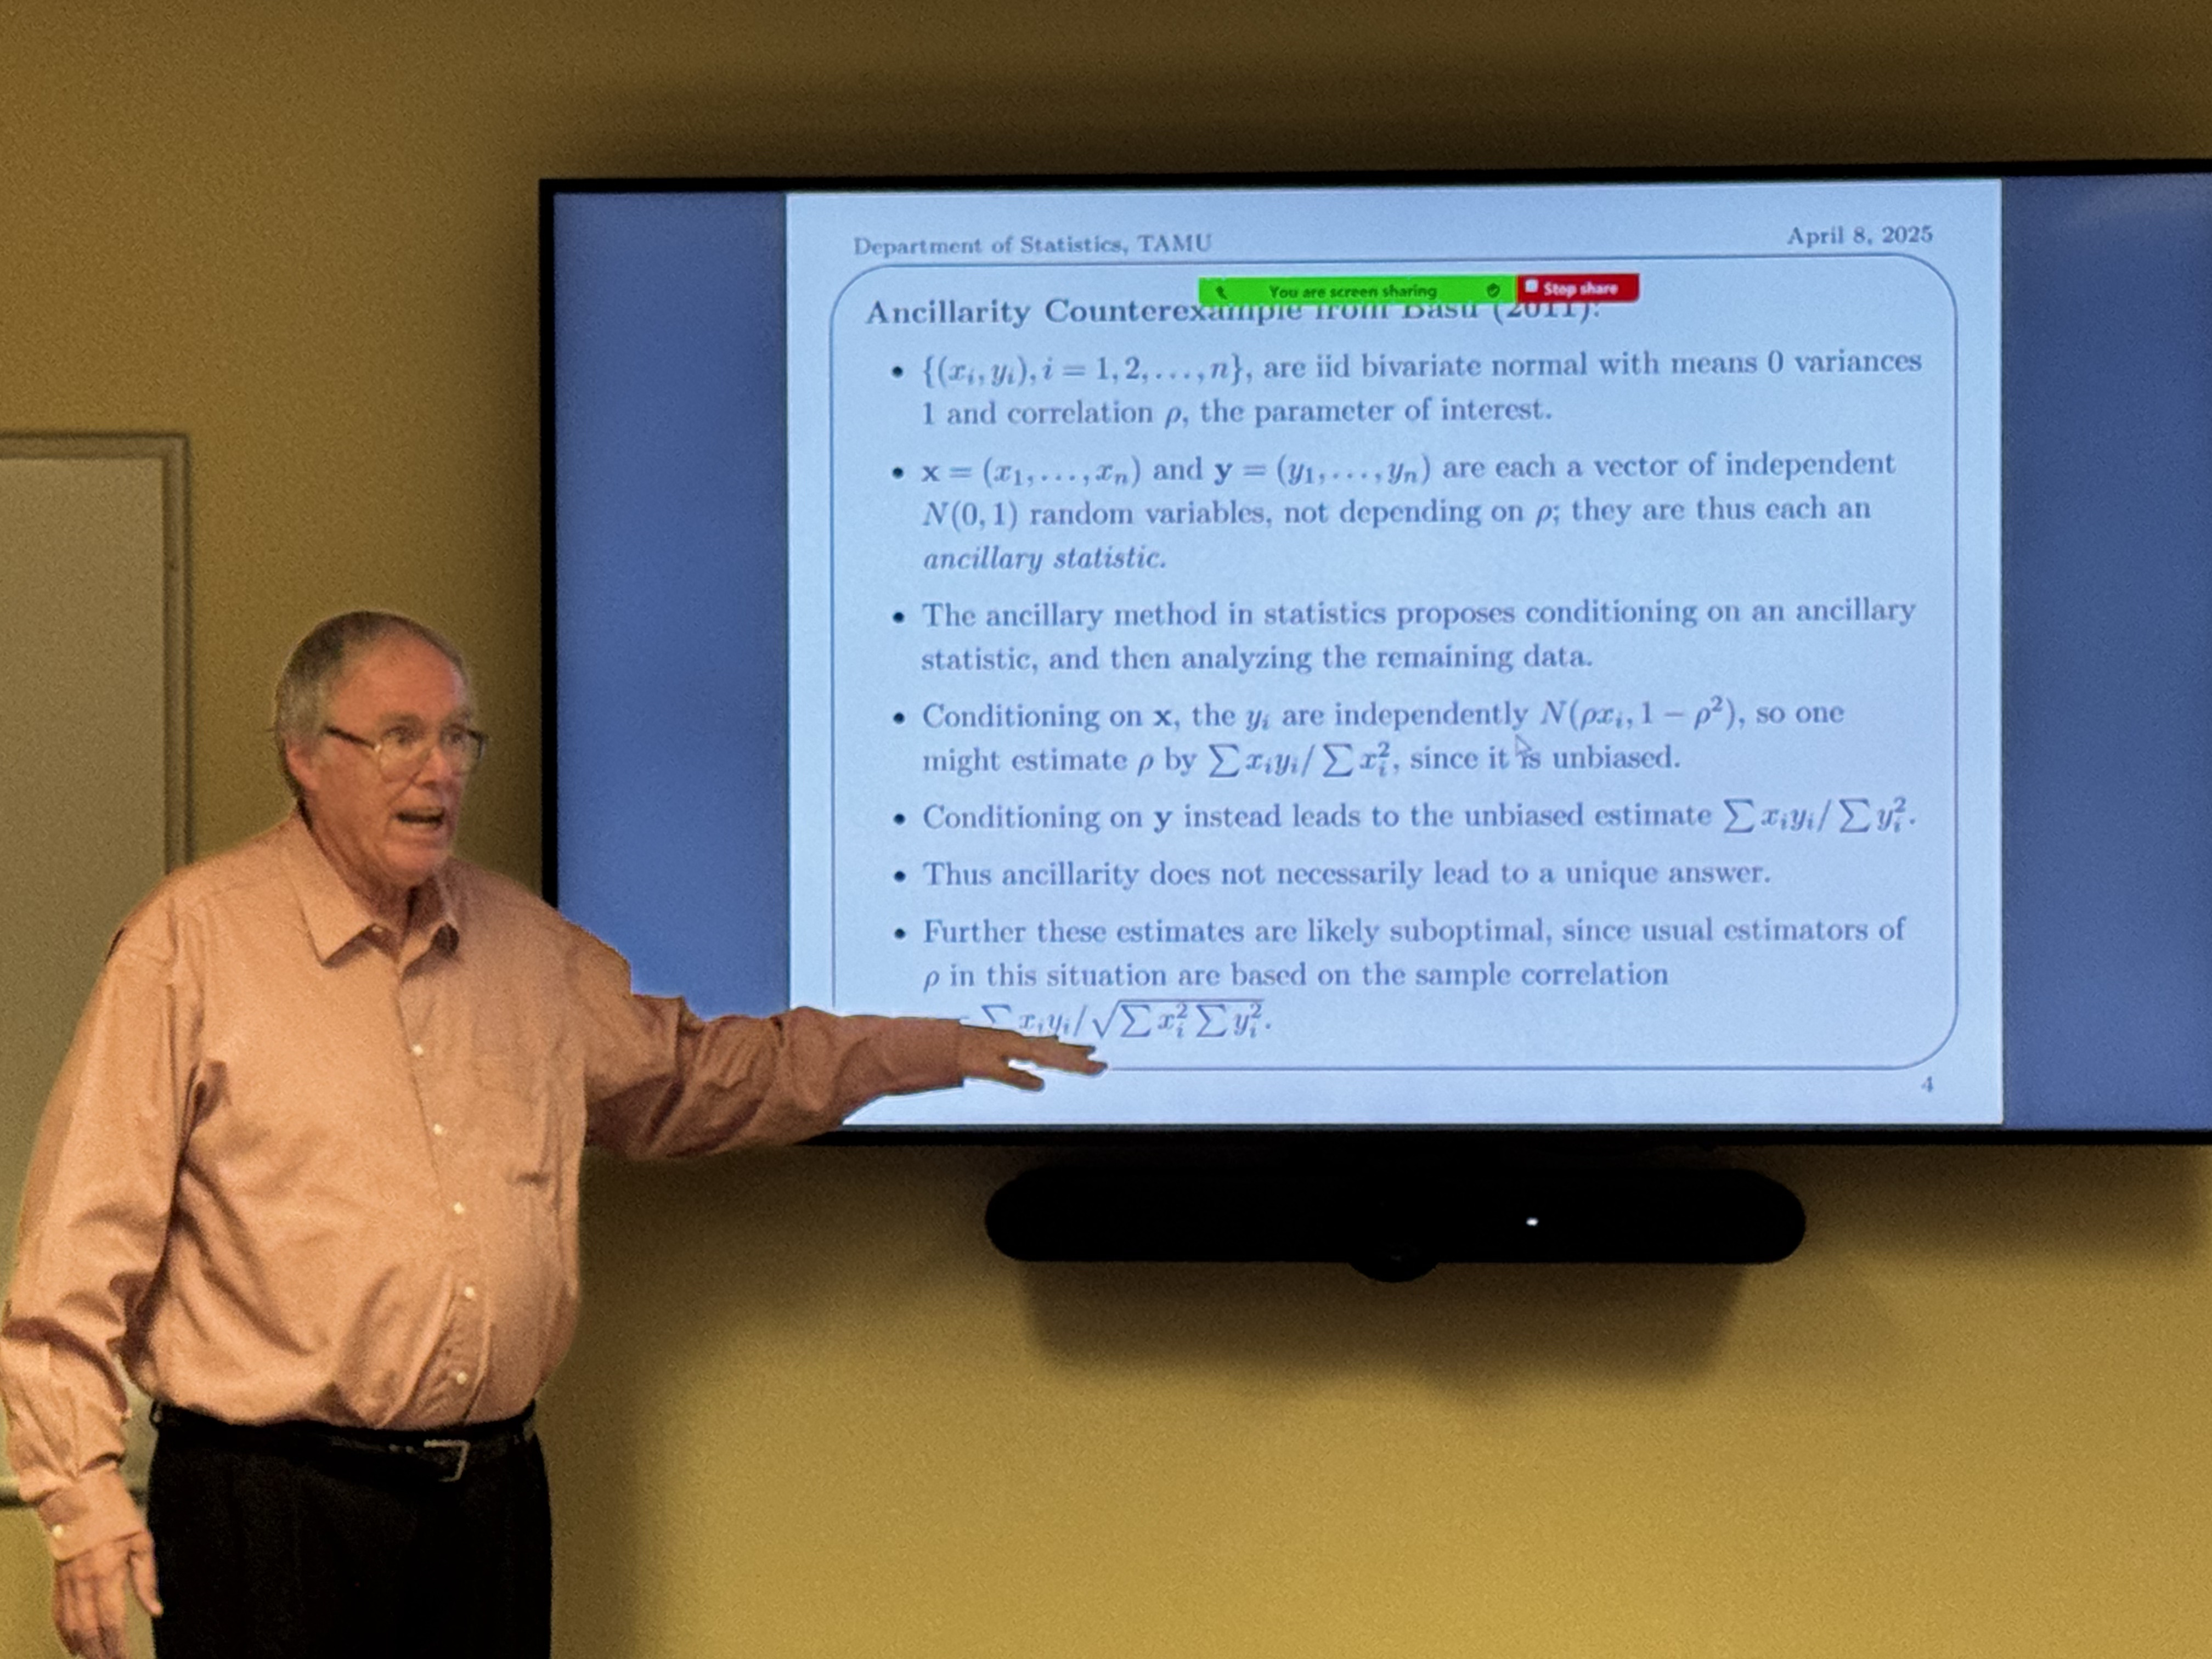 Department of Statistics, TAMU April 8, 2025
You are screen sharing Stop share
Ancillarity Counterexample from Basu (2011):
• {(xᵢ, yᵢ), i = 1, 2, . . . , n}, are iid bivariate normal with means 0 variances
1 and correlation ρ, the parameter of interest.
• x = (x₁, . . . , xₙ) and y = (y₁, . . . , yₙ) are each a vector of independent
N(0, 1) random variables, not depending on ρ; they are thus each an
ancillary statistic.
• The ancillary method in statistics proposes conditioning on an ancillary
statistic, and then analyzing the remaining data.
• Conditioning on x, the yᵢ are independently N(ρxᵢ, 1 − ρ²), so one
might estimate ρ by ∑ xᵢyᵢ/ ∑ xᵢ², since it is unbiased.
• Conditioning on y instead leads to the unbiased estimate ∑ xᵢyᵢ/ ∑ yᵢ².
• Thus ancillarity does not necessarily lead to a unique answer.
• Further these estimates are likely suboptimal, since usual estimators of
ρ in this situation are based on the sample correlation
= ∑ xᵢyᵢ/√(∑ xᵢ² ∑ yᵢ²).
4